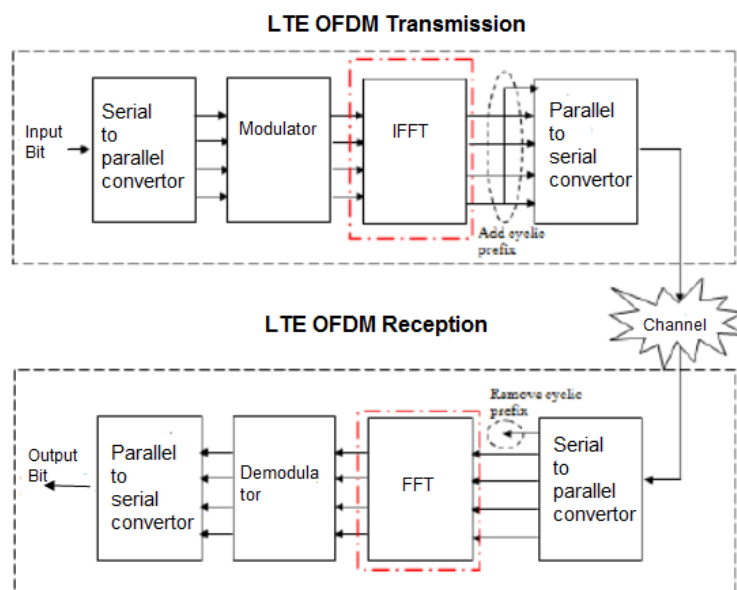 LTE OFDM Transmission
Input
Bit
Serial
to
parallel
convertor
Modulator
IFFT
Add cyclic
prefix
Parallel
to
serial
convertor
Channel
LTE OFDM Reception
Output
Bit
Parallel
to
serial
convertor
Demodula
tor
FFT
Remove cyclic
prefix
Serial
to
parallel
convertor